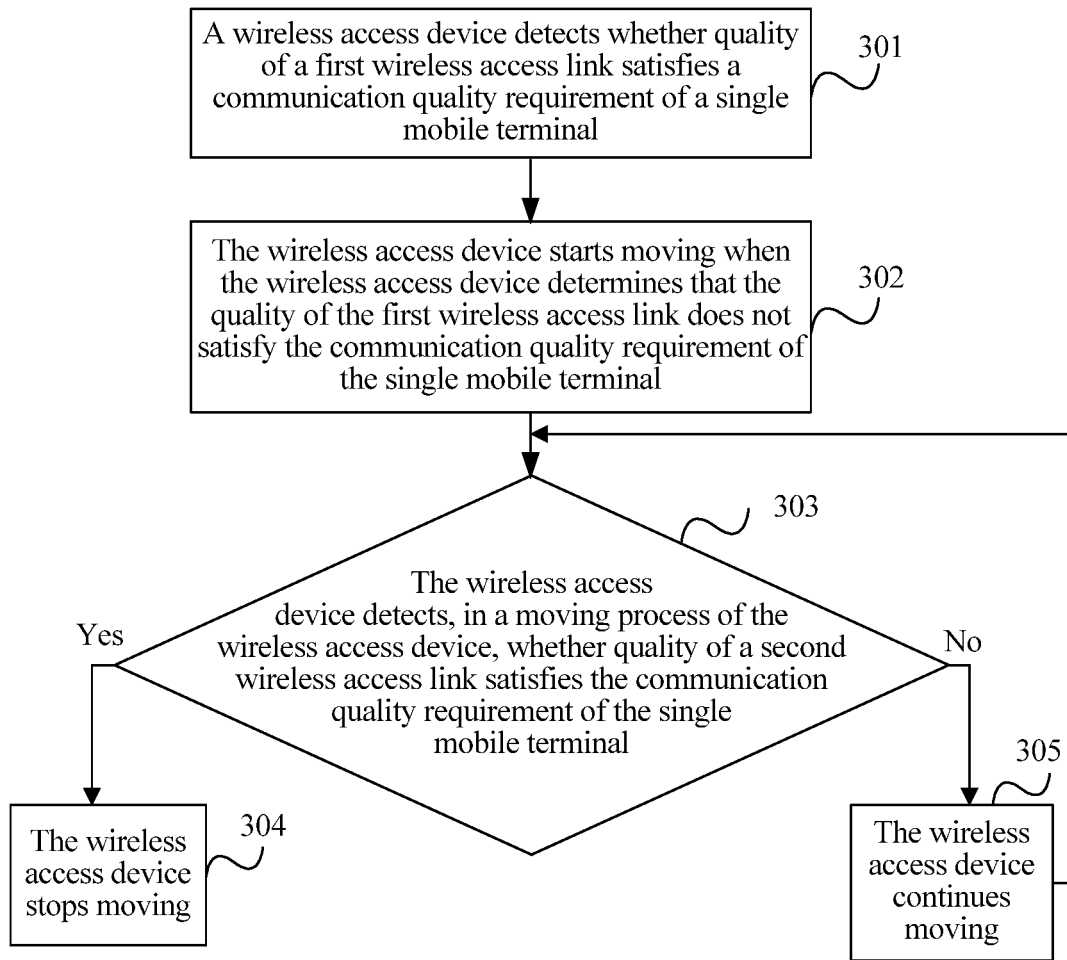 A wireless access device detects whether quality
of a first wireless access link satisfies a
communication quality requirement of a single
mobile terminal
301
The wireless access device starts moving when
the wireless access device determines that the
quality of the first wireless access link does not
satisfy the communication quality requirement of
the single mobile terminal
302
303
The wireless access
device detects, in a moving process of the
wireless access device, whether quality of a second
wireless access link satisfies the communication
quality requirement of the single
mobile terminal
Yes
No
304
The wireless
access device
stops moving
305
The wireless
access device
continues
moving